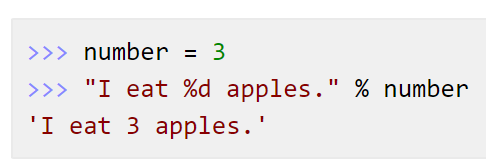 >>> number = 3
>>> "I eat %d apples." % number
'I eat 3 apples.'